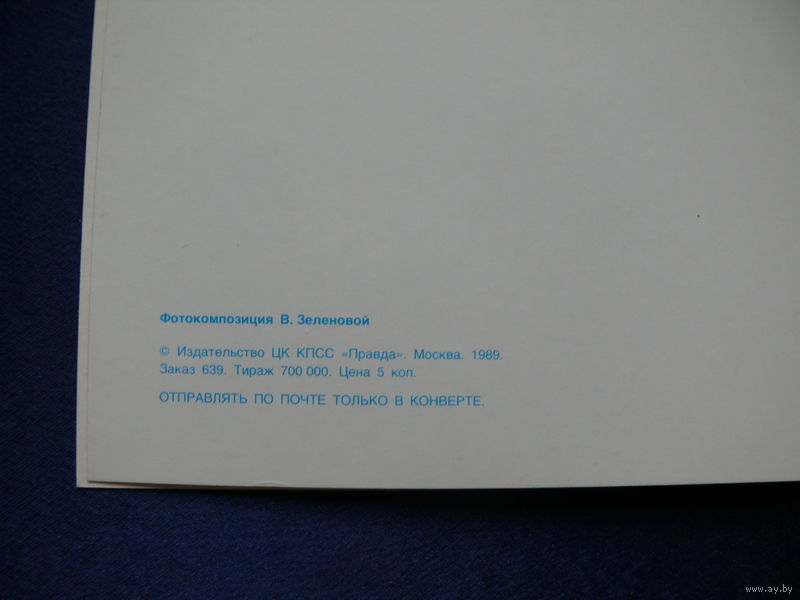 Фотокомпозиция В. Зеленовой
© Издательство ЦК КПСС «Правда». Москва. 1989.
Заказ 639. Тираж 700 000. Цена 5 коп.
ОТПРАВЛЯТЬ ПО ПОЧТЕ ТОЛЬКО В КОНВЕРТЕ.
www.ay.by